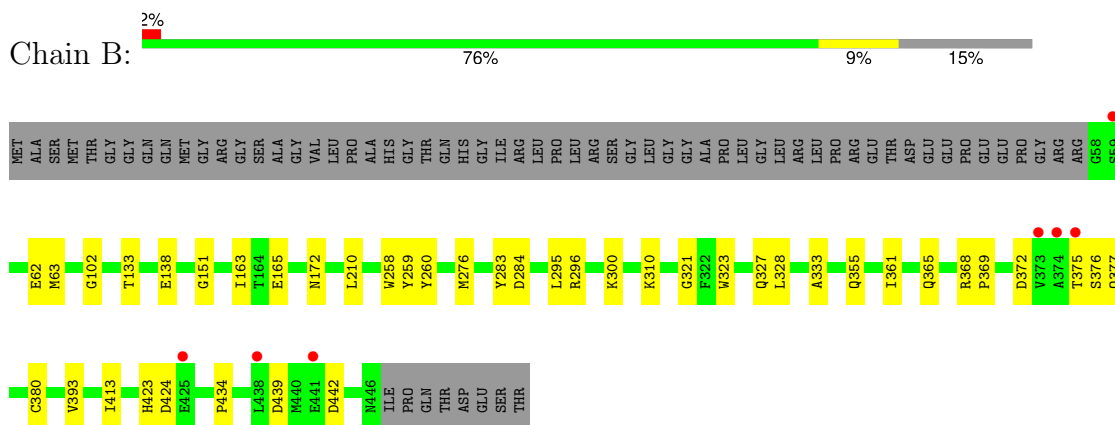 2%
Chain B:
76% 9% 15%
MET ALA SER MET THR GLY GLY GLN GLN MET GLY ARG GLY SER ALA GLY VAL LEU PRO ALA HIS GLY THR GLN HIS GLY ILE ARG LEU PRO LEU ARG SER GLY LEU GLY GLY ALA PRO LEU GLY LEU ARG LEU PRO ARG GLU THR ASP GLU GLU PRO GLU GLU PRO GLY ARG ARG G58 S59
E62 M63 G102 T133 E138 G151 I163 T164 E165 N172 L210 W258 Y259 Y260 M276 Y283 D284 L295 R296 K300 K310 G321 F322 W323 Q327 L328 A333 Q355 I361 Q365 R368 P369 D372 V373 A374 T375 S376 Q377
C380 V393 I413 H423 D424 E425 P434 L438 D439 M440 E441 D442 N446 ILE PRO GLN THR ASP GLU SER THR